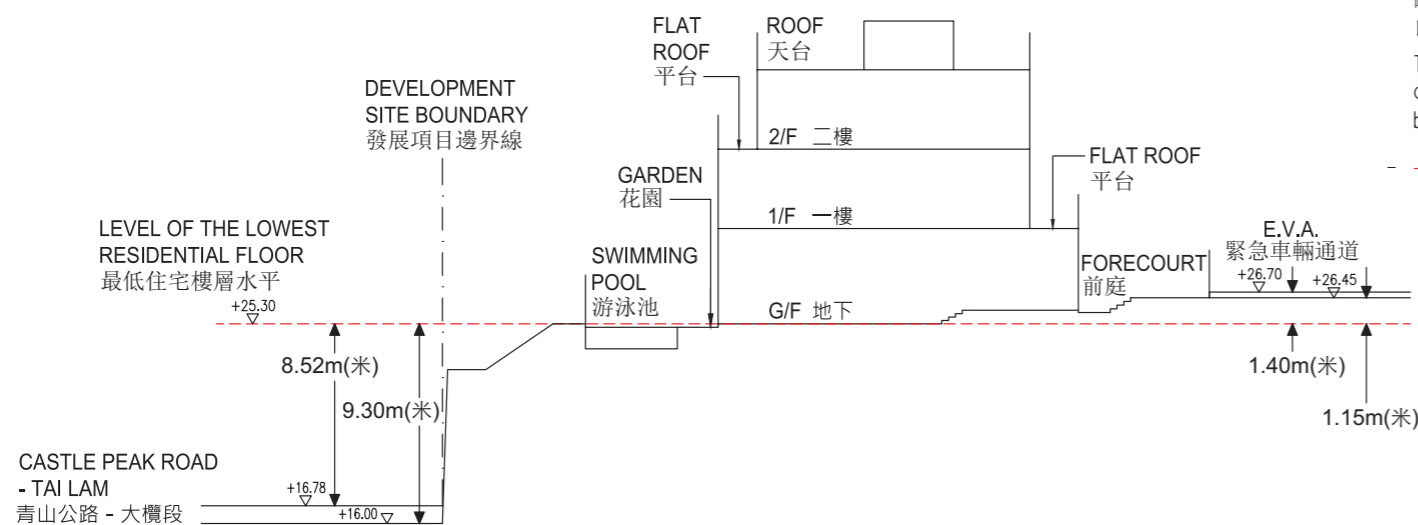 FLAT
ROOF
平台
ROOF
天台
DEVELOPMENT
SITE BOUNDARY
發展項目邊界線
2/F 二樓
FLAT ROOF
平台
GARDEN
花園
1/F 一樓
LEVEL OF THE LOWEST
RESIDENTIAL FLOOR
最低住宅樓層水平
+25.30
SWIMMING
POOL
游泳池
G/F 地下
FORECOURT
前庭
E.V.A.
緊急車輛通道
+26.70
+26.45
8.52m(米)
9.30m(米)
1.40m(米)
1.15m(米)
CASTLE PEAK ROAD
- TAI LAM
青山公路 - 大欖段
+16.78
+16.00